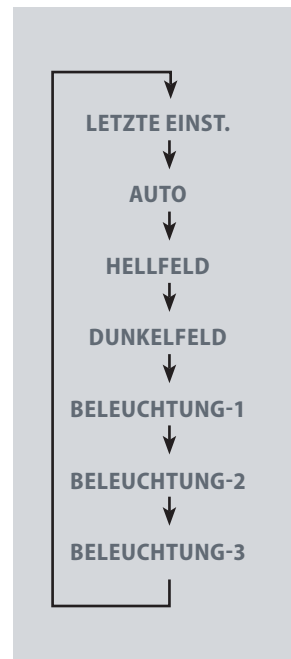 LETZTE EINST.
AUTO
HELLFELD
DUNKELFELD
BELEUCHTUNG-1
BELEUCHTUNG-2
BELEUCHTUNG-3